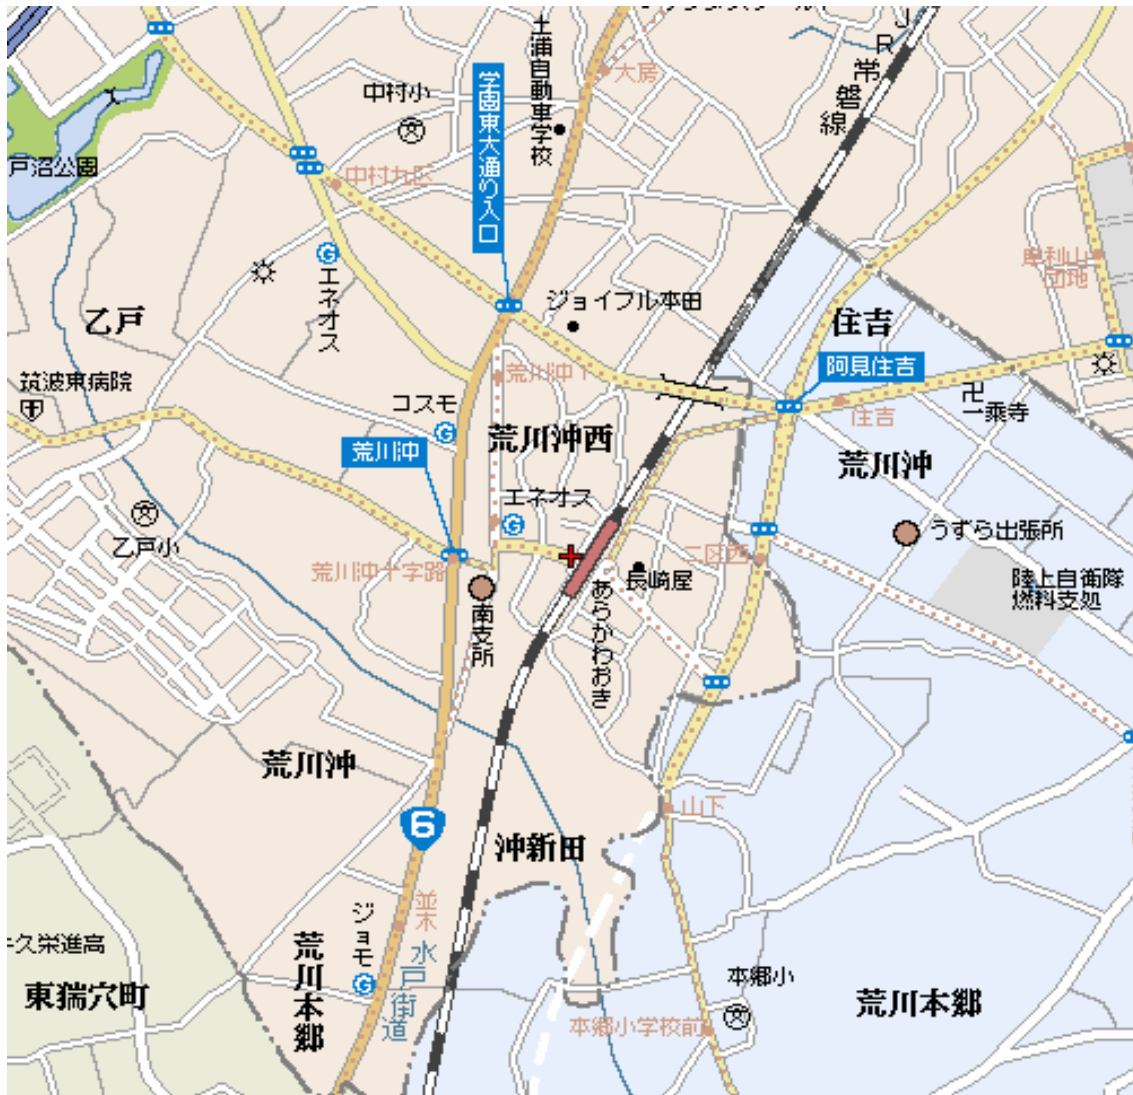 土浦自動車学校
大房
JR常磐線
中村小
学園東大通り入口
戸沼公園
中村九区
エネオス
ジョイフル本田
乙戸
住吉
団地
阿見住吉
筑波東病院
荒川沖1
コスモ
住吉
卍
一乗寺
荒川沖西
荒川沖
荒川沖
エネオス
うずら出張所
乙戸小
荒川沖十字路
二区西
長崎屋
陸上自衛隊
燃料支処
南支所
あらかわおき
荒川沖
山下
6
沖新田
並木
ジョモ
水戸街道
久栄進高
荒川本郷
本郷小
東猯穴町
荒川本郷
本郷小学校前